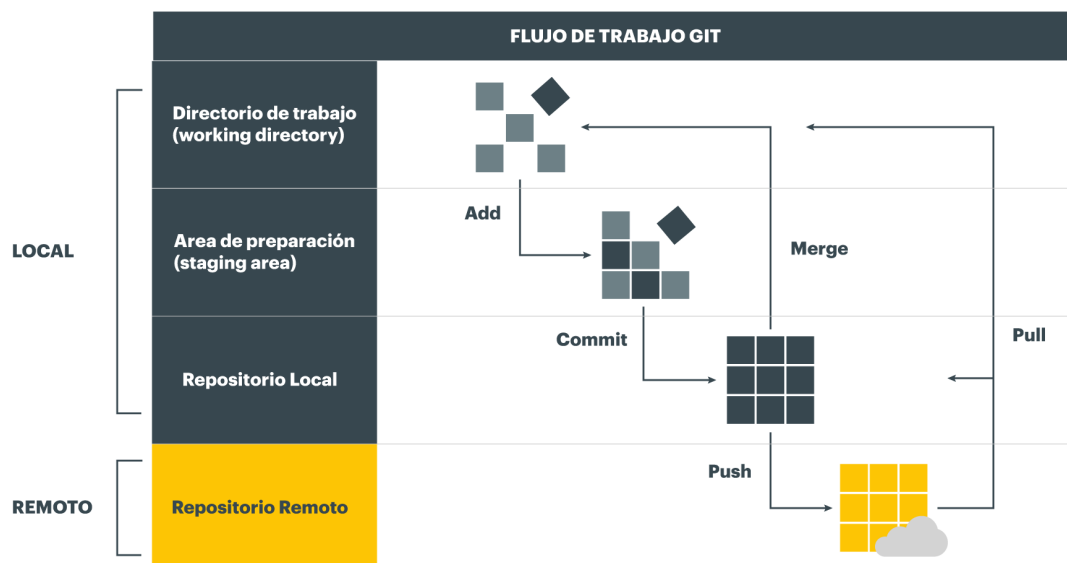 FLUJO DE TRABAJO GIT
LOCAL
Directorio de trabajo
(working directory)
Add
Area de preparación
(staging area)
Merge
Commit
Pull
Repositorio Local
Push
REMOTO
Repositorio Remoto